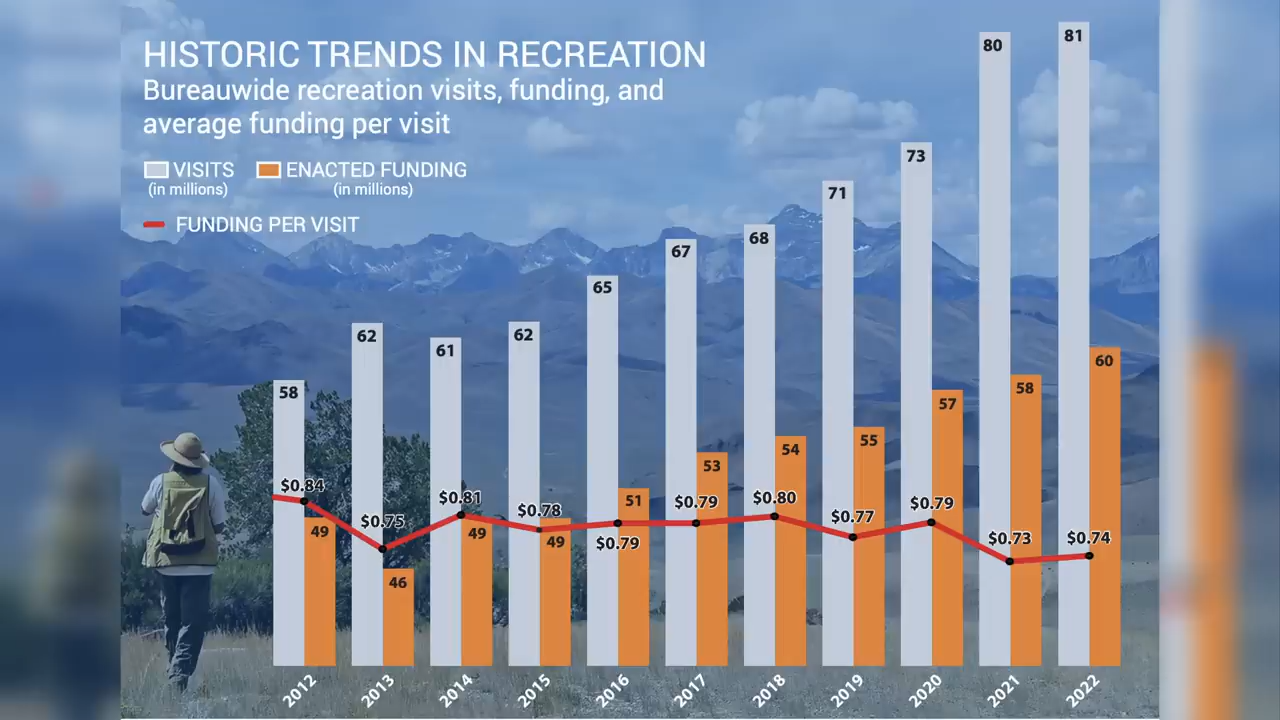 HISTORIC TRENDS IN RECREATION
Bureauwide recreation visits, funding, and
average funding per visit
VISITS ENACTED FUNDING
(in millions) (in millions)
FUNDING PER VISIT
58 62 61 62 65 67 68 71 73 80 81
49 46 49 49 51 53 54 55 57 58 60
$0.84 $0.75 $0.81 $0.78 $0.79 $0.79 $0.80 $0.77 $0.79 $0.73 $0.74
2012 2013 2014 2015 2016 2017 2018 2019 2020 2021 2022